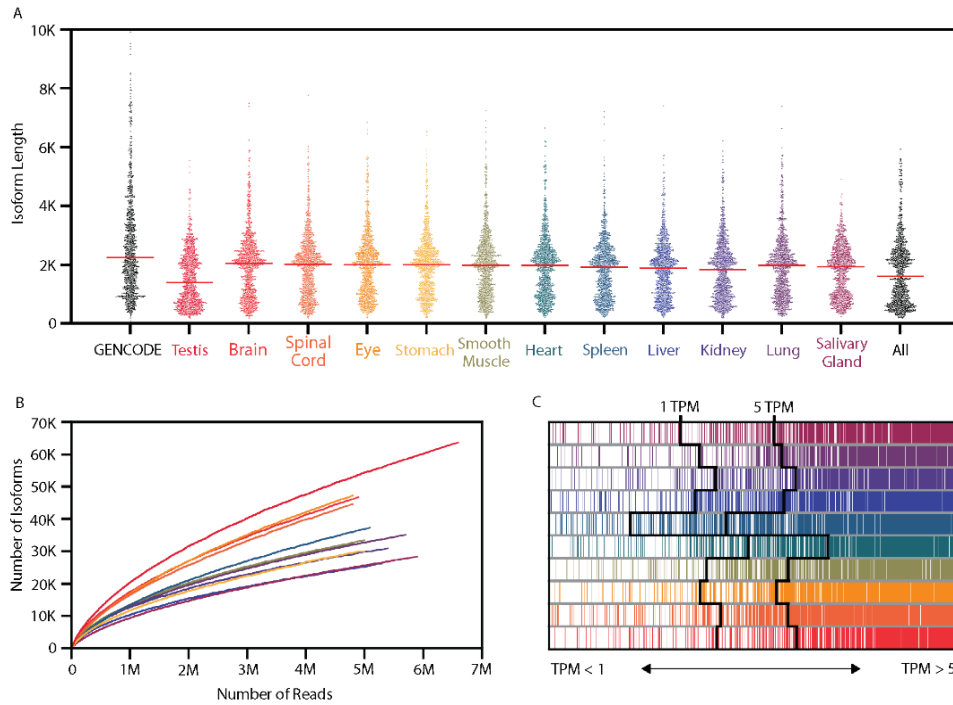 A
10K
8K
6K
4K
2K
0
Isoform Length
GENCODE Testis Brain Spinal Cord Eye Stomach Smooth Muscle Heart Spleen Liver Kidney Lung Salivary Gland All
B
70K
60K
50K
40K
30K
20K
10K
0
Number of Isoforms
0 1M 2M 3M 4M 5M 6M 7M
Number of Reads
C
1 TPM 5 TPM
TPM < 1 TPM > 5